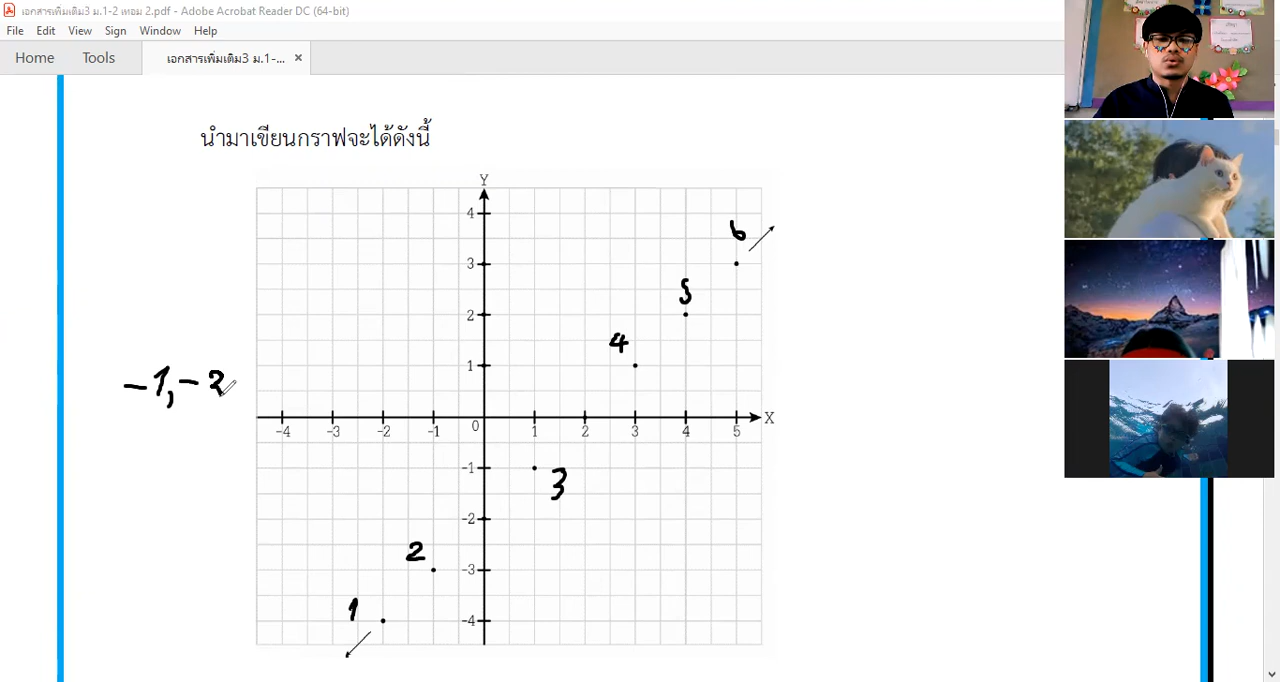 เอกสารเพิ่มเติม3 ม.1-2 เทอม 2.pdf - Adobe Acrobat Reader DC (64-bit)
File Edit View Sign Window Help
Home Tools เอกสารเพิ่มเติม3 ม.1-... ×
นำมาเขียนกราฟจะได้ดังนี้
Y
4
6
3
5
2
4
1
-1, -2
X
-4 -3 -2 -1 0 1 2 3 4 5
-1
3
-2
2
-3
1
-4